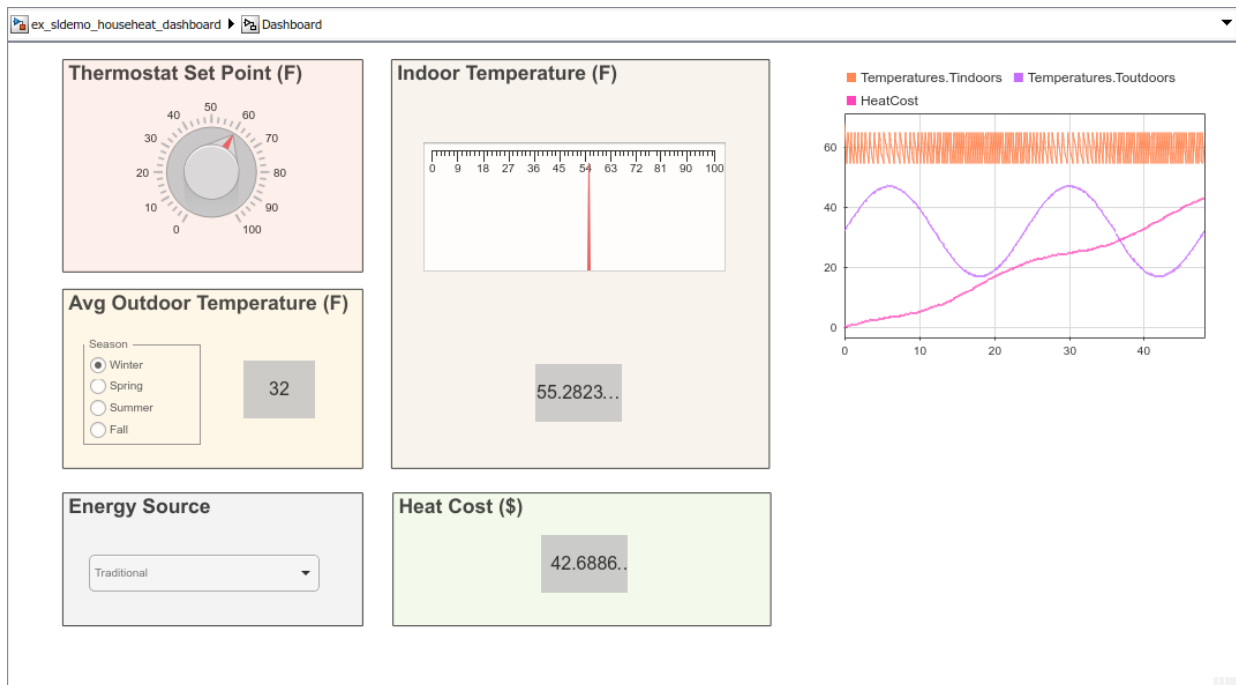 ex_sldemo_househeat_dashboard Dashboard
Thermostat Set Point (F)
0 10 20 30 40 50 60 70 80 90 100
Indoor Temperature (F)
0 9 18 27 36 45 54 63 72 81 90 100
55.2823...
Avg Outdoor Temperature (F)
Season
Winter
Spring
Summer
Fall
32
Energy Source
Traditional
Heat Cost ($)
42.6886..
Temperatures.Tindoors Temperatures.Toutdoors
HeatCost
60
40
20
0
0 10 20 30 40